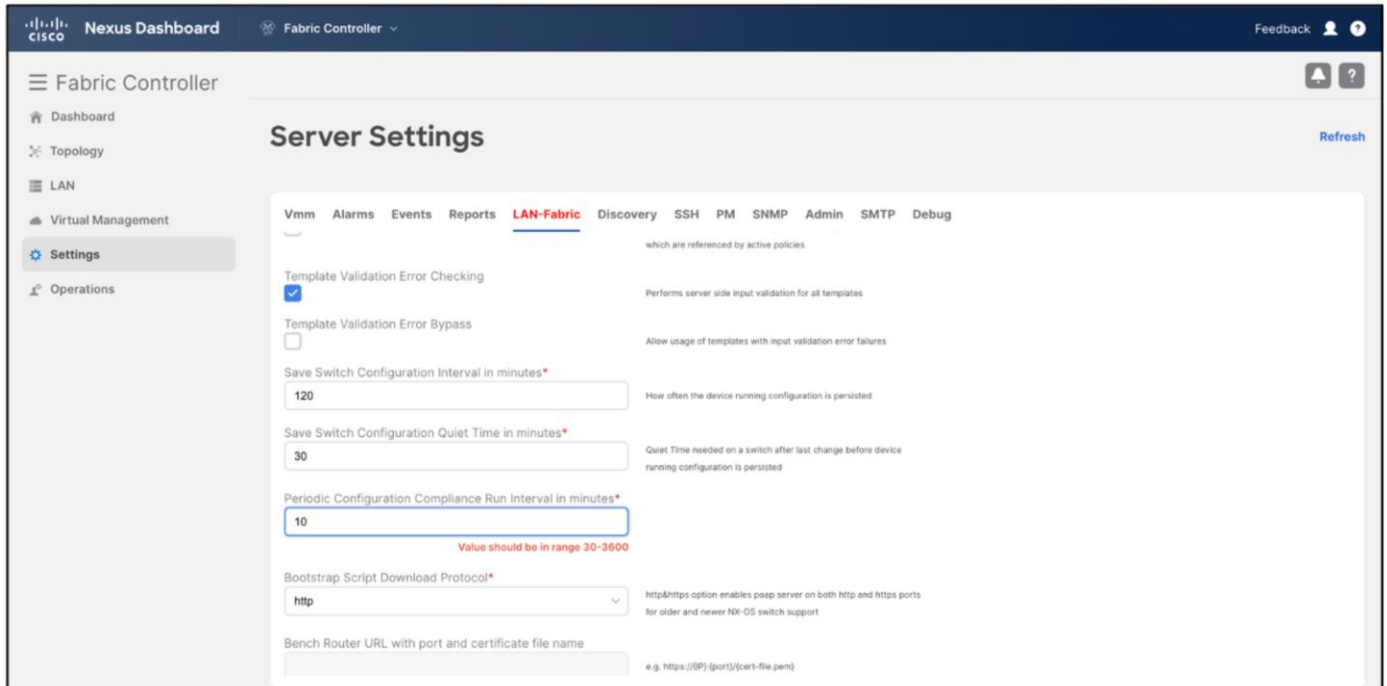 cisco
Nexus Dashboard
Fabric Controller
Feedback
?
Fabric Controller
?
Dashboard
Topology
LAN
Virtual Management
Settings
Operations
Server Settings
Refresh
Vmm Alarms Events Reports LAN-Fabric Discovery SSH PM SNMP Admin SMTP Debug
which are referenced by active policies
Template Validation Error Checking
Performs server side input validation for all templates
Template Validation Error Bypass
Allow usage of templates with input validation error failures
Save Switch Configuration Interval in minutes*
120
How often the device running configuration is persisted
Save Switch Configuration Quiet Time in minutes*
30
Quiet Time needed on a switch after last change before device
running configuration is persisted
Periodic Configuration Compliance Run Interval in minutes*
10
Value should be in range 30-3600
Bootstrap Script Download Protocol*
http
http&https option enables poap server on both http and https ports
for older and newer NX-OS switch support
Bench Router URL with port and certificate file name
e.g. https://{IP}:{port}/{cert-file.pem}